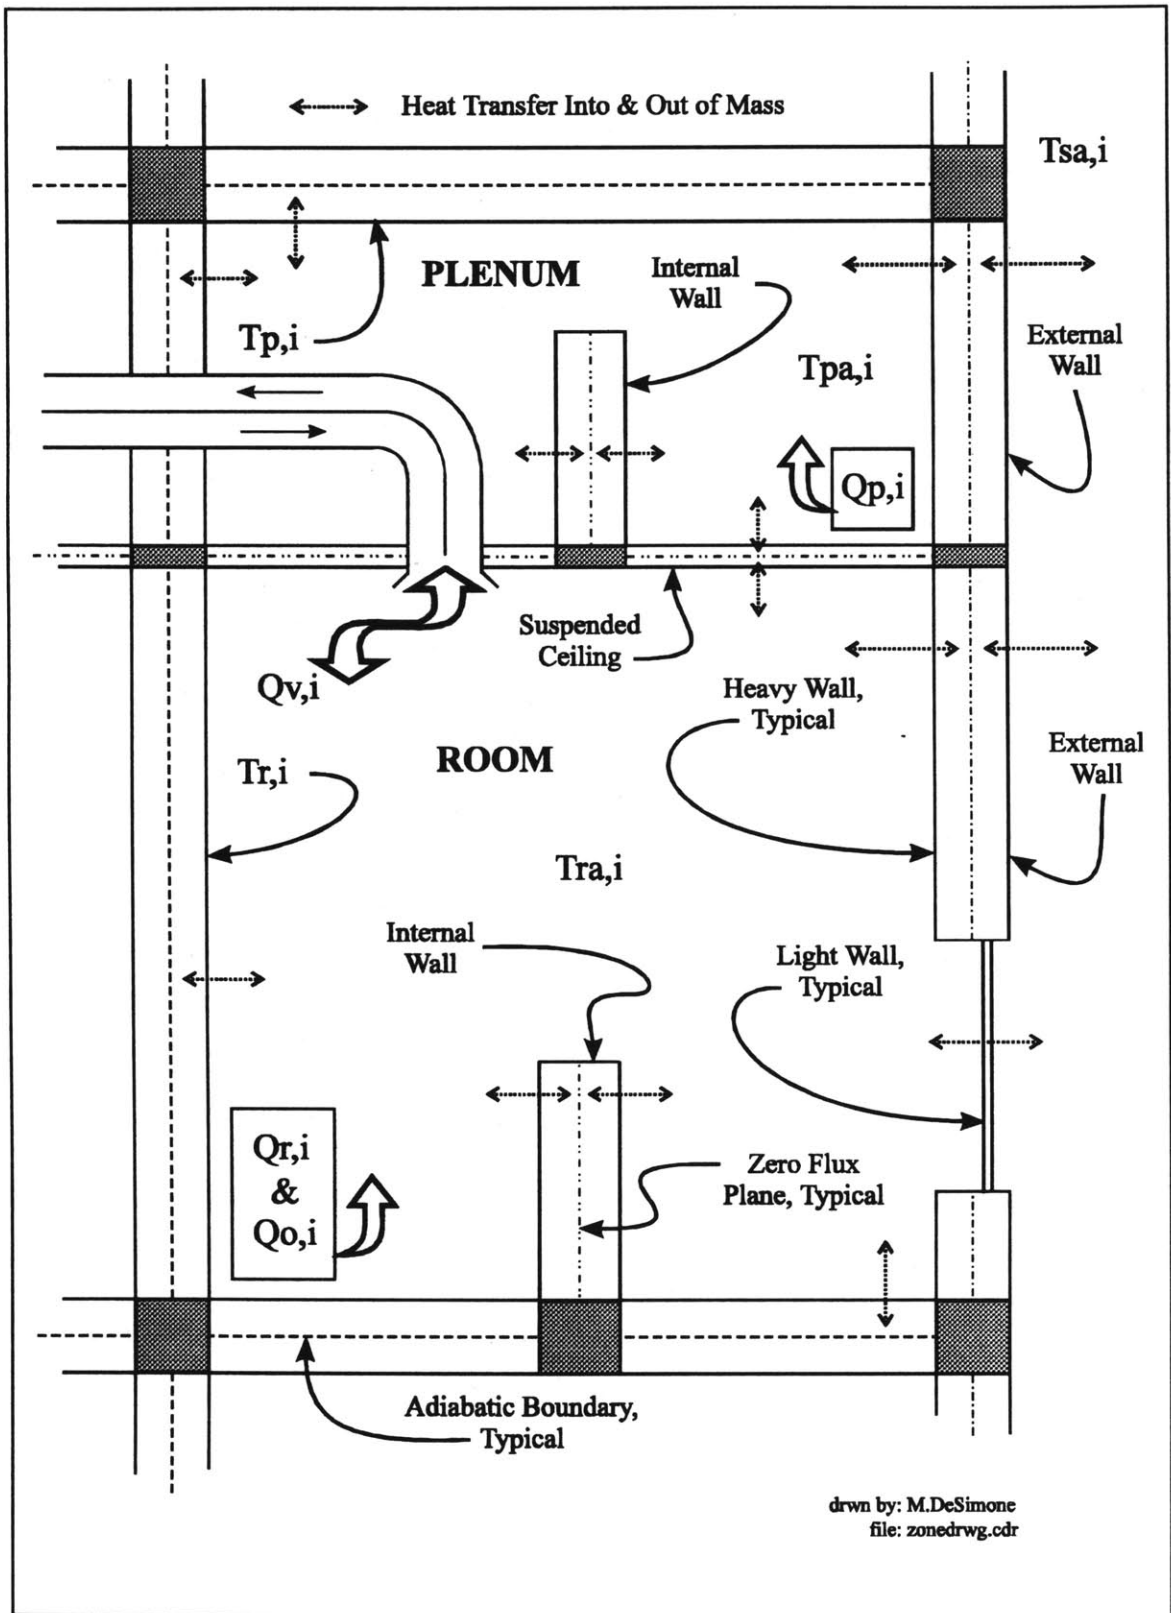 Heat Transfer Into & Out of Mass
Tsa,i
PLENUM
Internal
Wall
Tp,i
Tpa,i
External
Wall
Qp,i
Suspended
Ceiling
Qv,i
Heavy Wall,
Typical
ROOM
Tr,i
External
Wall
Tra,i
Internal
Wall
Light Wall,
Typical
Qr,i
&
Qo,i
Zero Flux
Plane, Typical
Adiabatic Boundary,
Typical
drwn by: M.DeSimone
file: zonedrwg.cdr